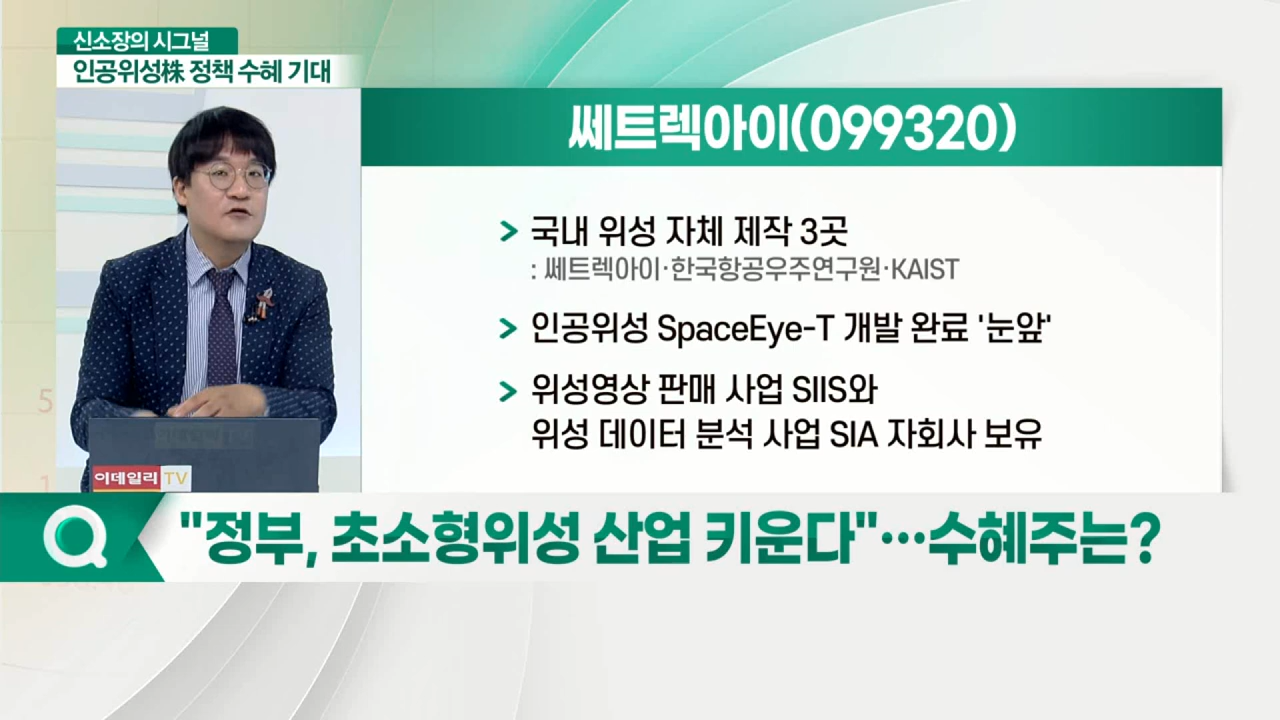 신소장의 시그널
인공위성株 정책 수혜 기대
쎄트렉아이(099320)
> 국내 위성 자체 제작 3곳
: 쎄트렉아이·한국항공우주연구원·KAIST
> 인공위성 SpaceEye-T 개발 완료 '눈앞'
> 위성영상 판매 사업 SIIS와
위성 데이터 분석 사업 SIA 자회사 보유
이데일리 TV
"정부, 초소형위성 산업 키운다"…수혜주는?